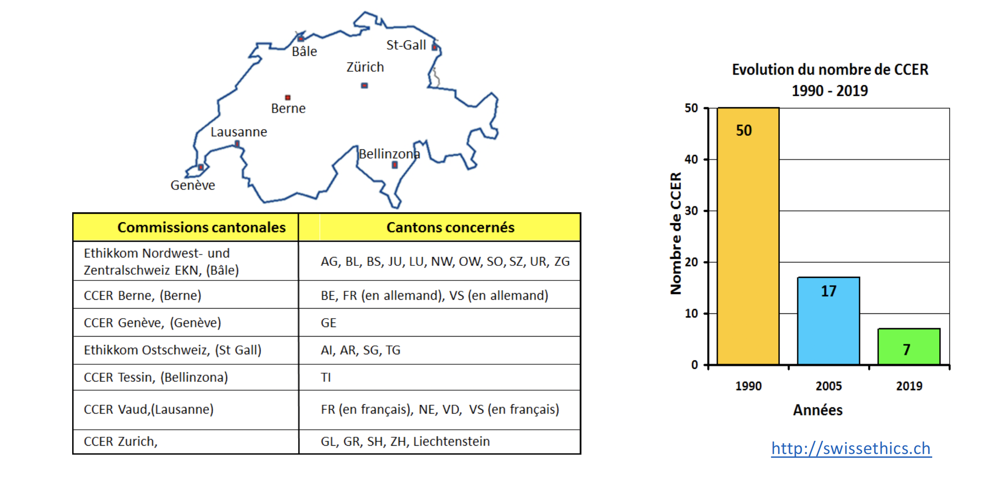 Bâle
St-Gall
Zürich
Berne
Lausanne
Bellinzona
Genève
Commissions cantonales Cantons concernés
Ethikkom Nordwest- und
Zentralschweiz EKN, (Bâle)
AG, BL, BS, JU, LU, NW, OW, SO, SZ, UR, ZG
CCER Berne, (Berne) BE, FR (en allemand), VS (en allemand)
CCER Genève, (Genève) GE
Ethikkom Ostschweiz, (St Gall) AI, AR, SG, TG
CCER Tessin, (Bellinzona) TI
CCER Vaud,(Lausanne) FR (en français), NE, VD, VS (en français)
CCER Zurich, GL, GR, SH, ZH, Liechtenstein
Evolution du nombre de CCER
1990 - 2019
Nombre de CCER
50
40
30
20
10
0
50
17
7
1990 2005 2019
Années
http://swissethics.ch